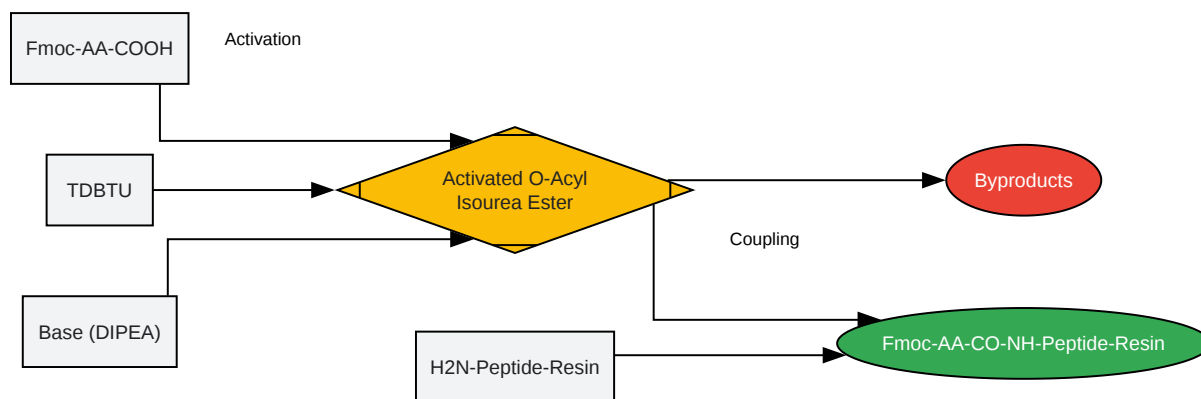 Fmoc-AA-COOH
Activation
TDBTU
Activated O-Acyl
Isourea Ester
Byproducts
Coupling
Base (DIPEA)
H2N-Peptide-Resin
Fmoc-AA-CO-NH-Peptide-Resin